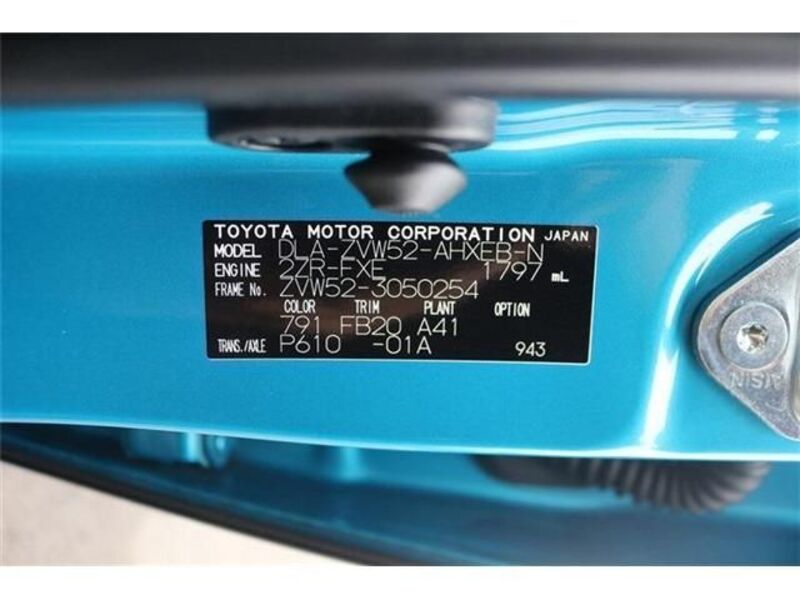 TOYOTA MOTOR CORPORATION JAPAN
MODEL DLA-ZVW52-AHXEB-N
ENGINE 2ZR-FXE 1797 mL
FRAME No. ZVW52-3050254
COLOR TRIM PLANT OPTION
791 FB20 A41
TRANS./AXLE P610 -01A 943
AISIN